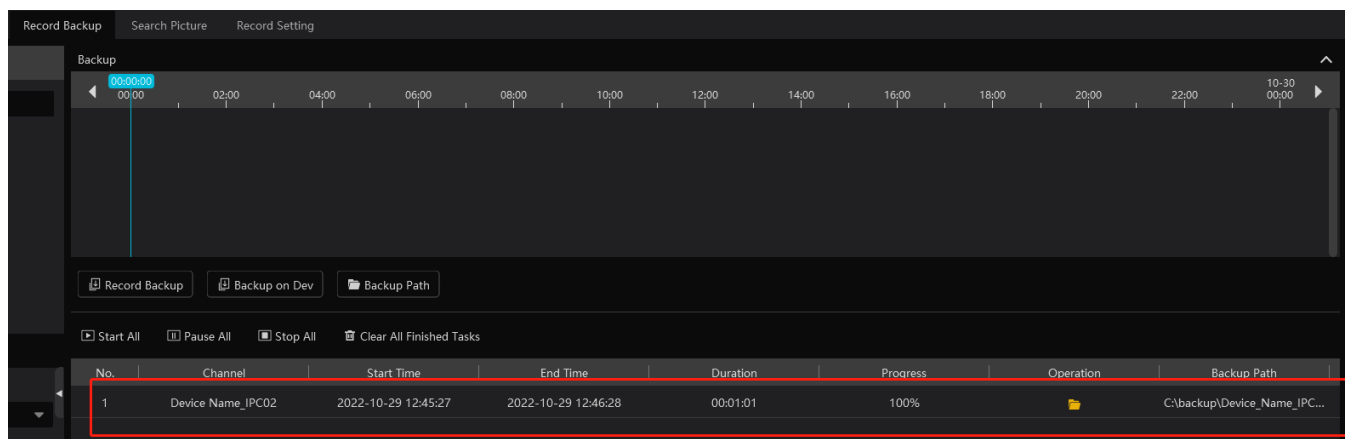 Record Backup Search Picture Record Setting
Backup
00:00:00
10-30
00:00 02:00 04:00 06:00 08:00 10:00 12:00 14:00 16:00 18:00 20:00 22:00 00:00
Record Backup Backup on Dev Backup Path
Start All Pause All Stop All Clear All Finished Tasks
No. Channel Start Time End Time Duration Progress Operation Backup Path
1 Device Name_IPC02 2022-10-29 12:45:27 2022-10-29 12:46:28 00:01:01 100% C:\backup\Device_Name_IPC...